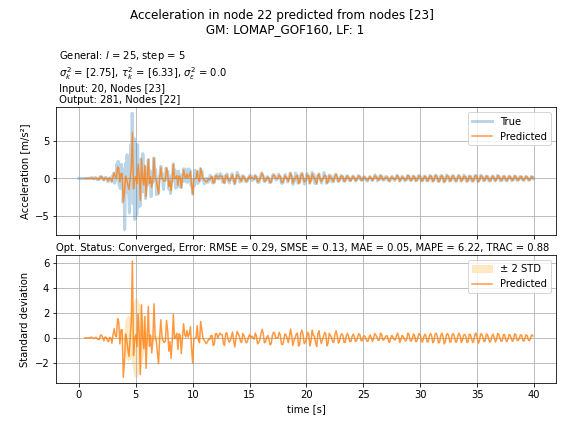 Acceleration in node 22 predicted from nodes [23]
GM: LOMAP_GOF160, LF: 1
General: l = 25, step = 5
σ²ₖ = [2.75], τ²ₖ = [6.33], σ²_ε = 0.0
Input: 20, Nodes [23]
Output: 281, Nodes [22]
Acceleration [m/s²]
5
0
−5
True
Predicted
Opt. Status: Converged, Error: RMSE = 0.29, SMSE = 0.13, MAE = 0.05, MAPE = 6.22, TRAC = 0.88
Standard deviation
6
4
2
0
−2
± 2 STD
Predicted
0 5 10 15 20 25 30 35 40
time [s]